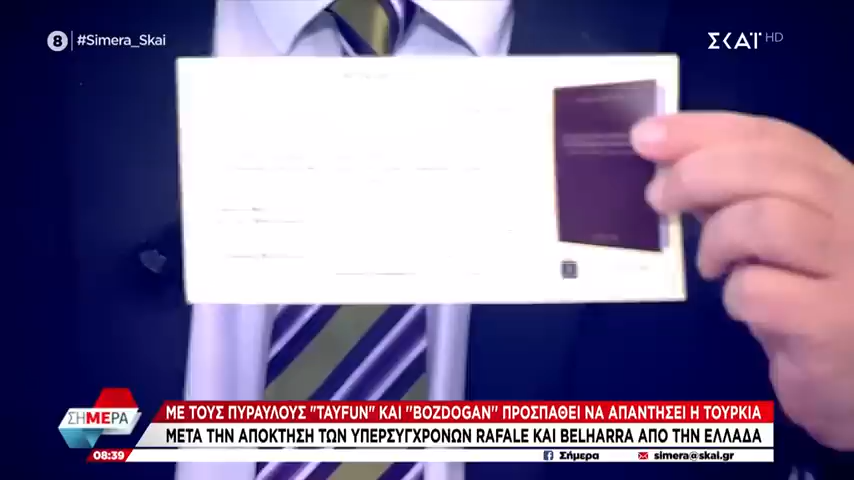 8 #Simera_Skai
ΣΚΑΪ HD
ΣΗΜΕΡΑ
ΜΕ ΤΟΥΣ ΠΥΡΑΥΛΟΥΣ "TAYFUN" ΚΑΙ "BOZDOGAN" ΠΡΟΣΠΑΘΕΙ ΝΑ ΑΠΑΝΤΗΣΕΙ Η ΤΟΥΡΚΙΑ
ΜΕΤΑ ΤΗΝ ΑΠΟΚΤΗΣΗ ΤΩΝ ΥΠΕΡΣΥΓΧΡΟΝΩΝ RAFALE ΚΑΙ BELHARRA ΑΠΟ ΤΗΝ ΕΛΛΑΔΑ
08:39 Σήμερα simera@skai.gr